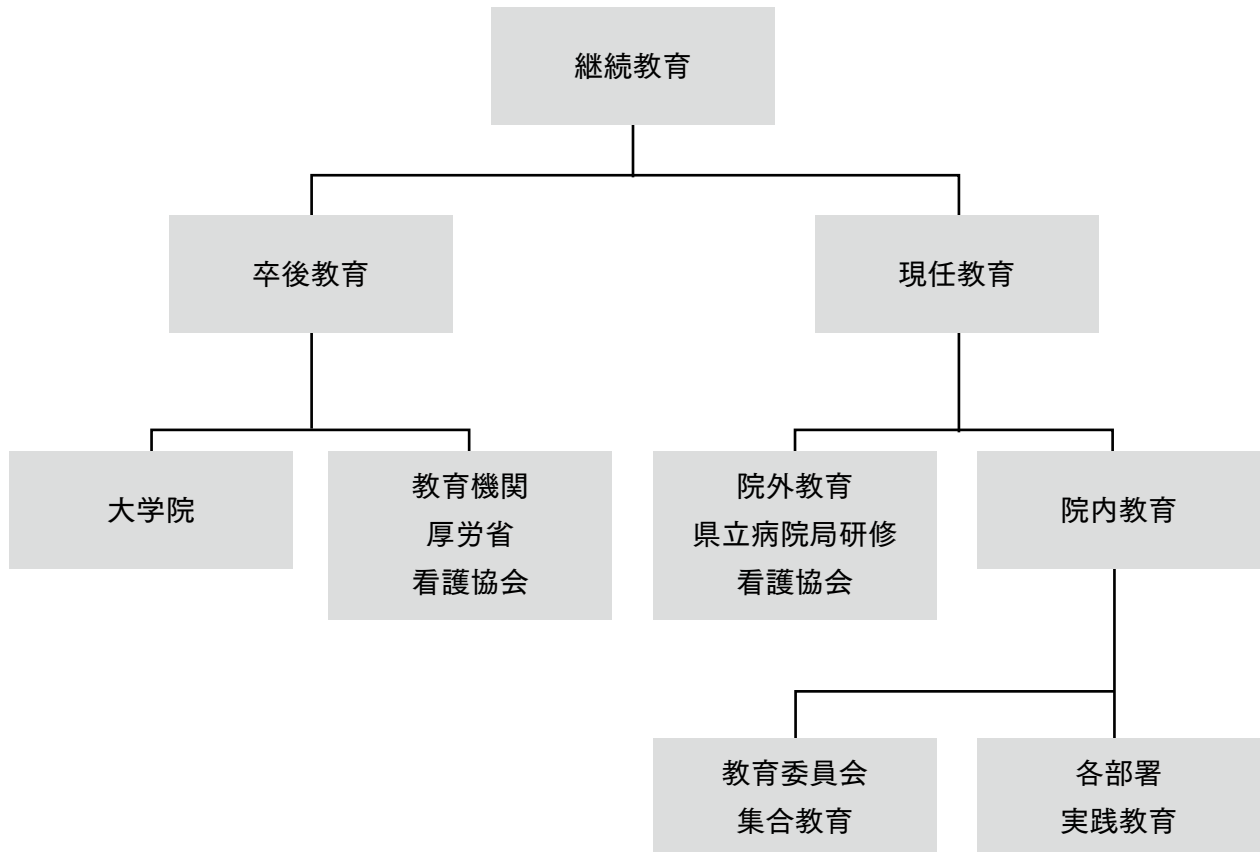 継続教育
卒後教育
現任教育
大学院
教育機関
厚労省
看護協会
院外教育
県立病院局研修
看護協会
院内教育
教育委員会
集合教育
各部署
実践教育